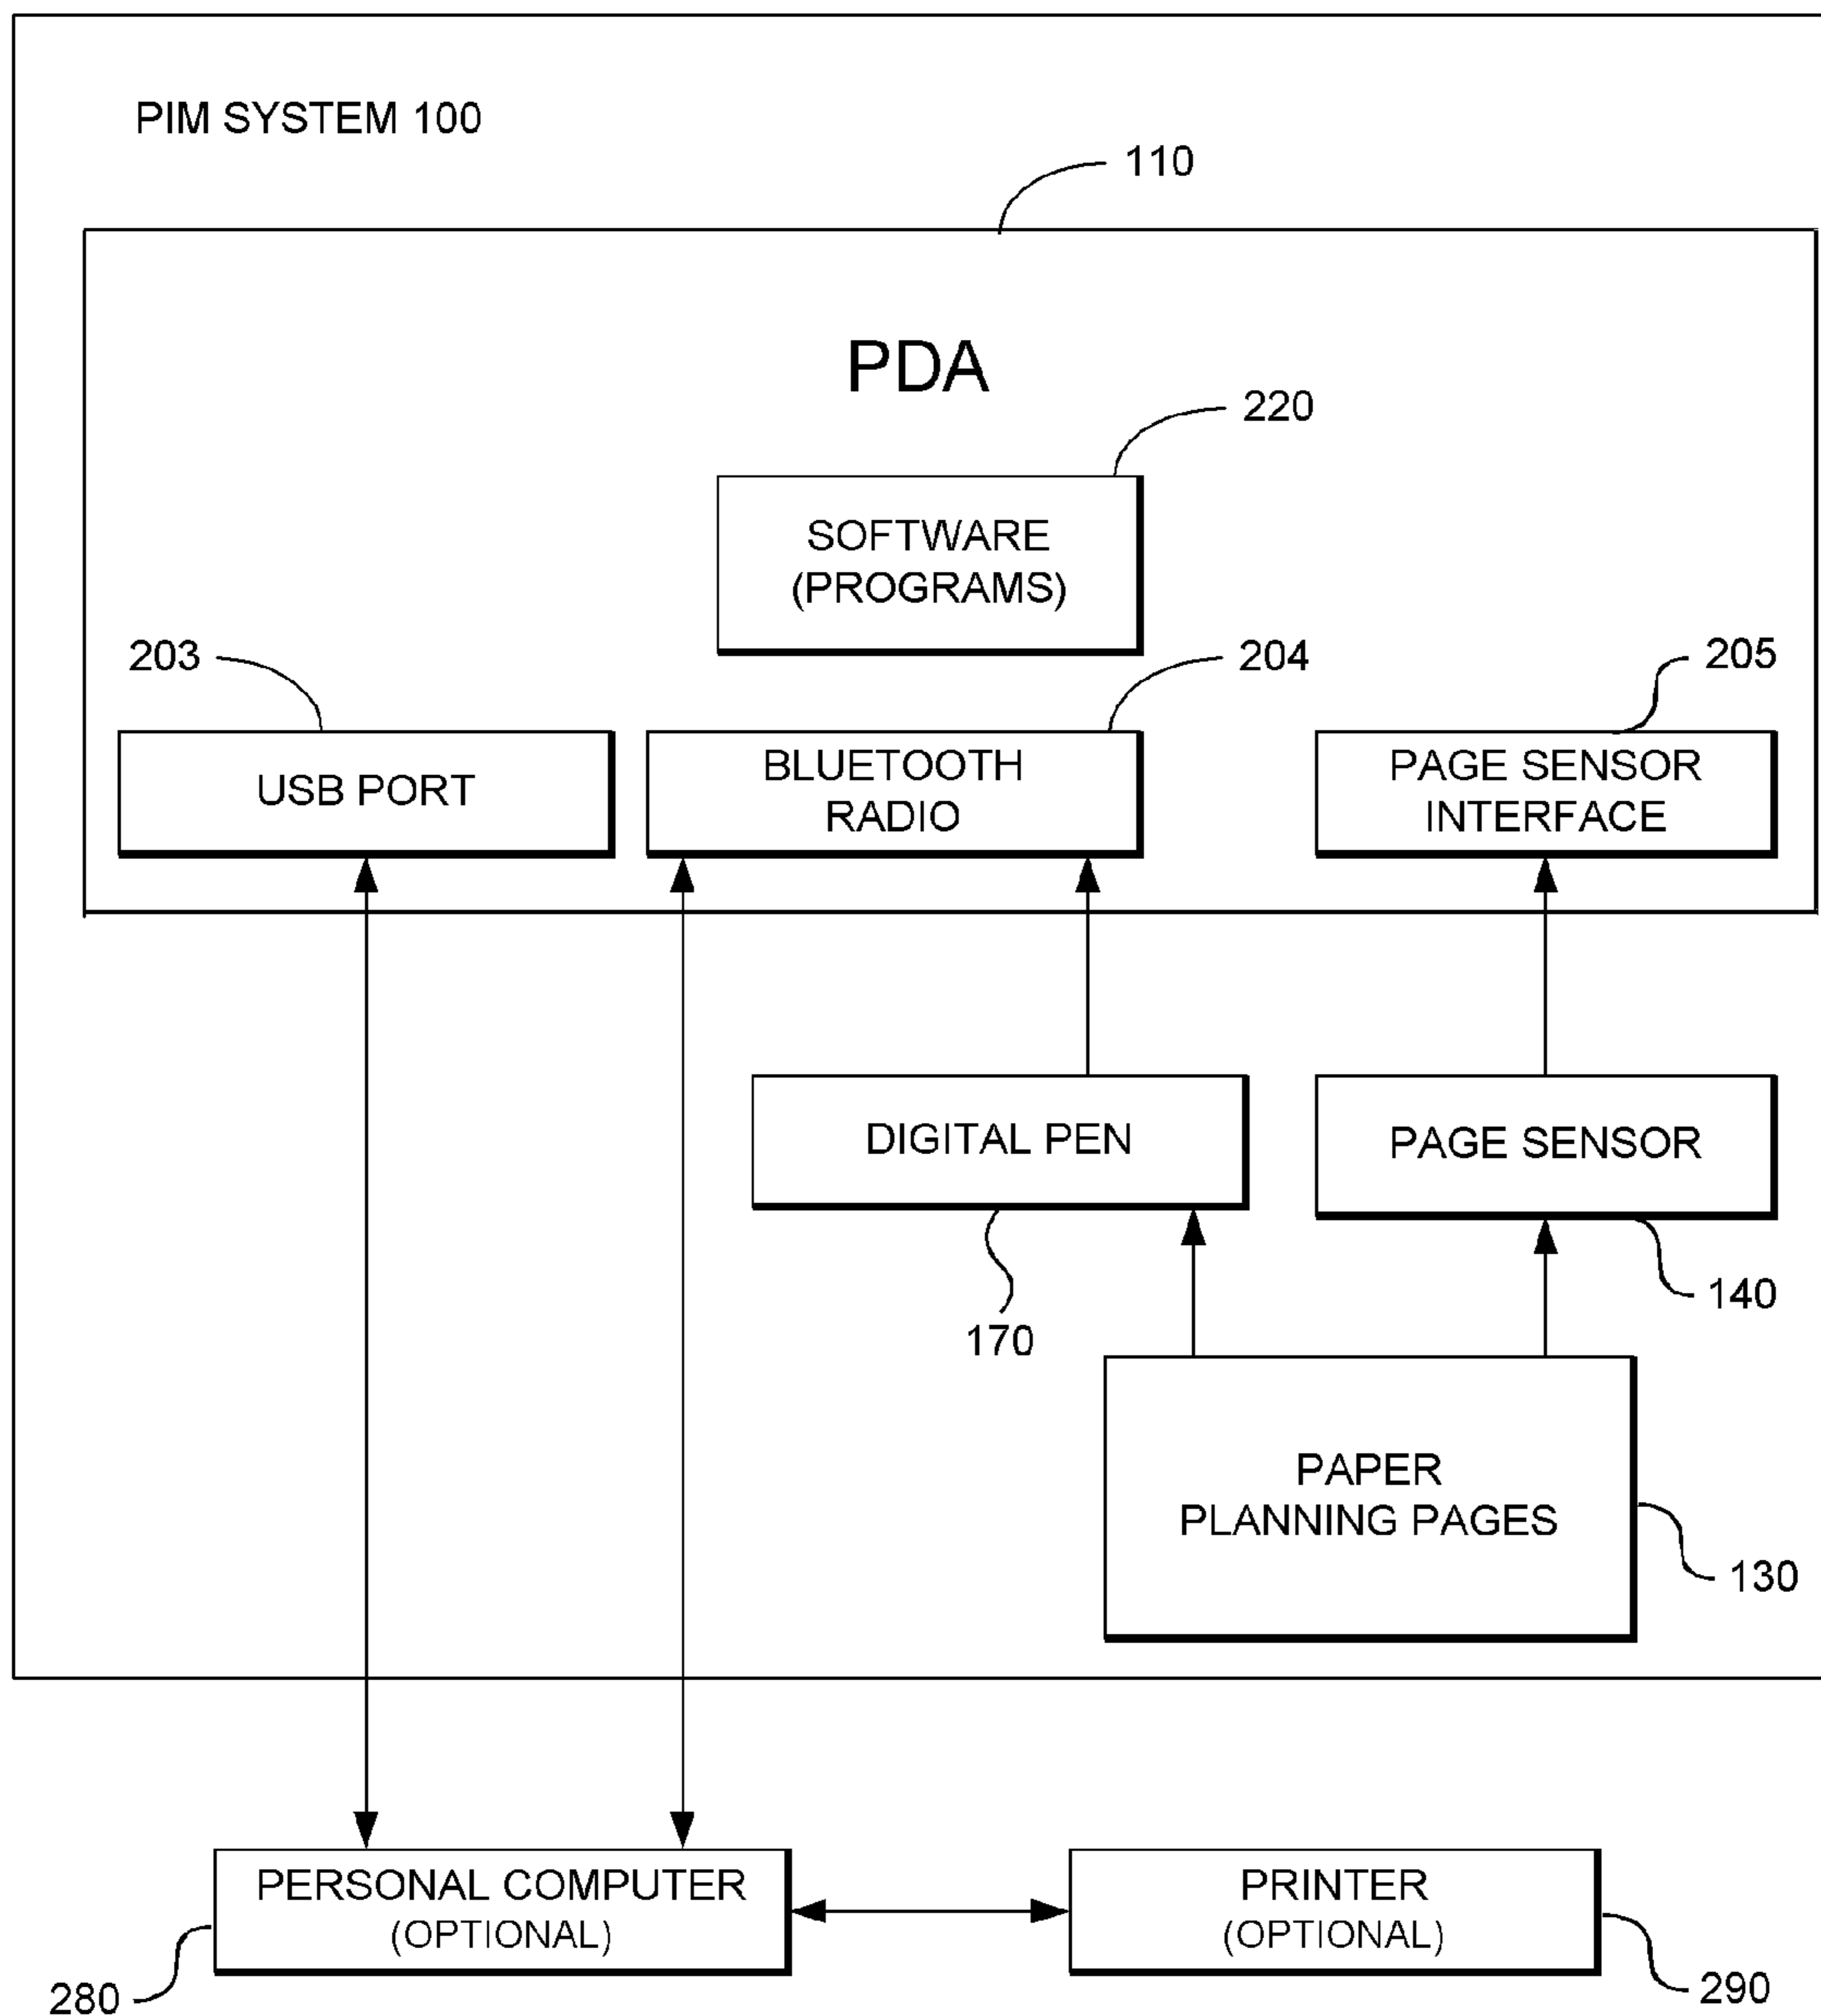 PIM SYSTEM 100
110
PDA
220
SOFTWARE
(PROGRAMS)
203
204
205
USB PORT
BLUETOOTH
RADIO
PAGE SENSOR
INTERFACE
DIGITAL PEN
PAGE SENSOR
170
140
PAPER
PLANNING PAGES
130
PERSONAL COMPUTER
(OPTIONAL)
PRINTER
(OPTIONAL)
280
290